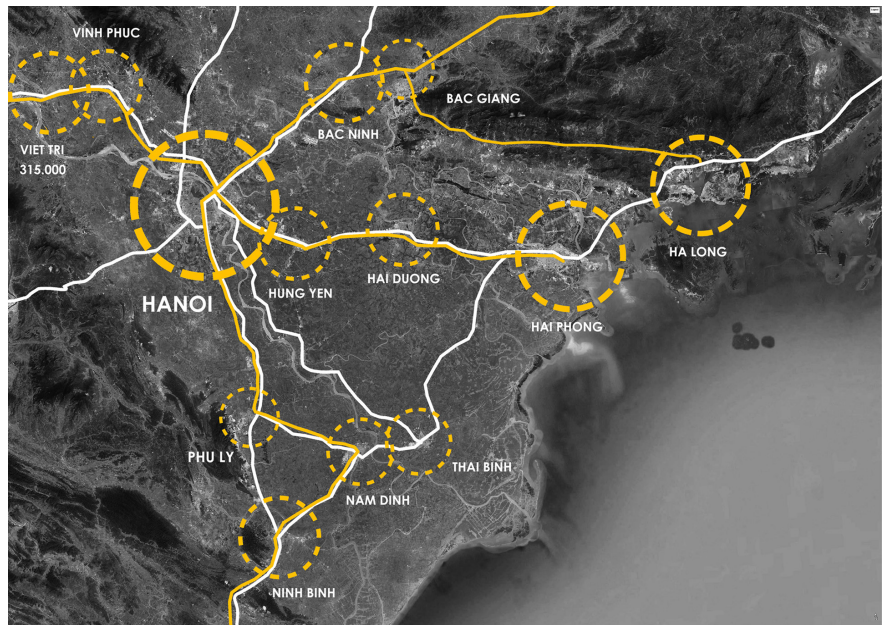 VINH PHUC
BAC GIANG
BAC NINH
VIET TRI
315.000
HA LONG
HAI DUONG
HUNG YEN
HANOI
HAI PHONG
PHU LY
THAI BINH
NAM DINH
NINH BINH